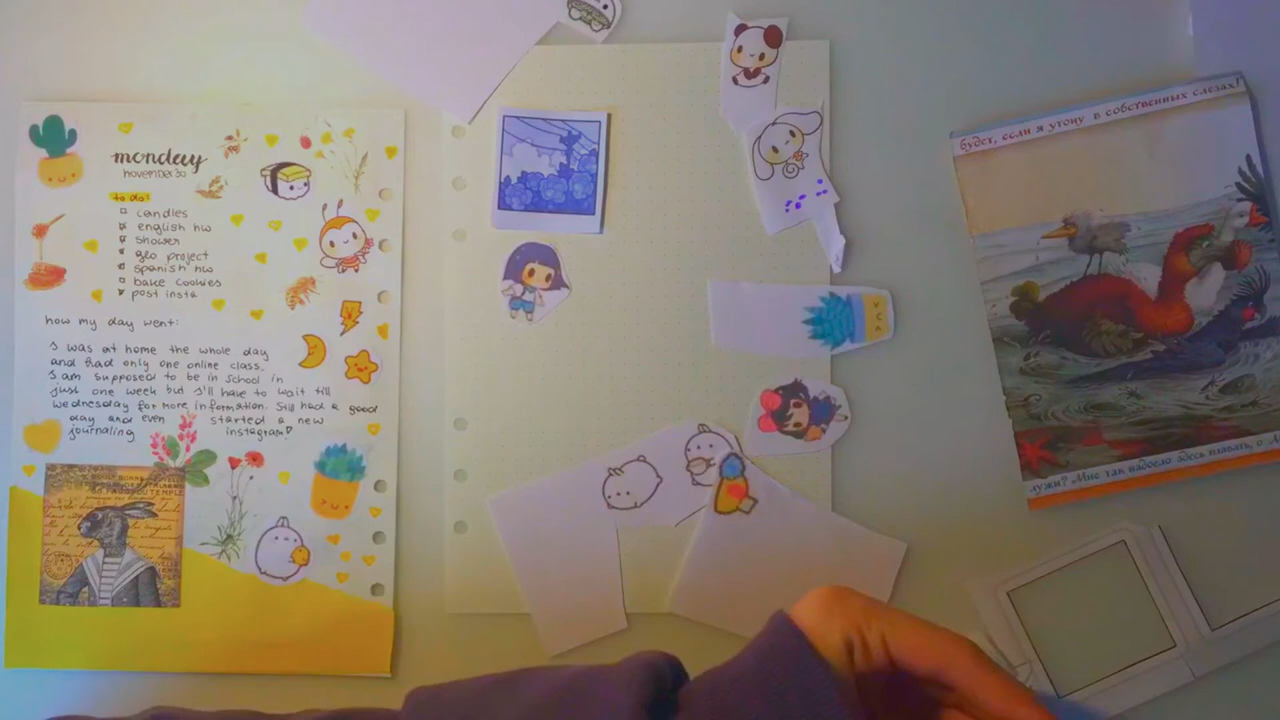 monday
november 30
to do:
candles
english hw
shower
geo project
spanish hw
bake cookies
post insta
how my day went:
I was at home the whole day
and had only one online class.
I am supposed to be in school in
just one week but I'll have to wait till
Wednesday for more information. Still had a good
day and even started a new
journaling instagram!
будет, если я утону в собственных слезах!
лужи? «Мне так надоело здесь плавать, о